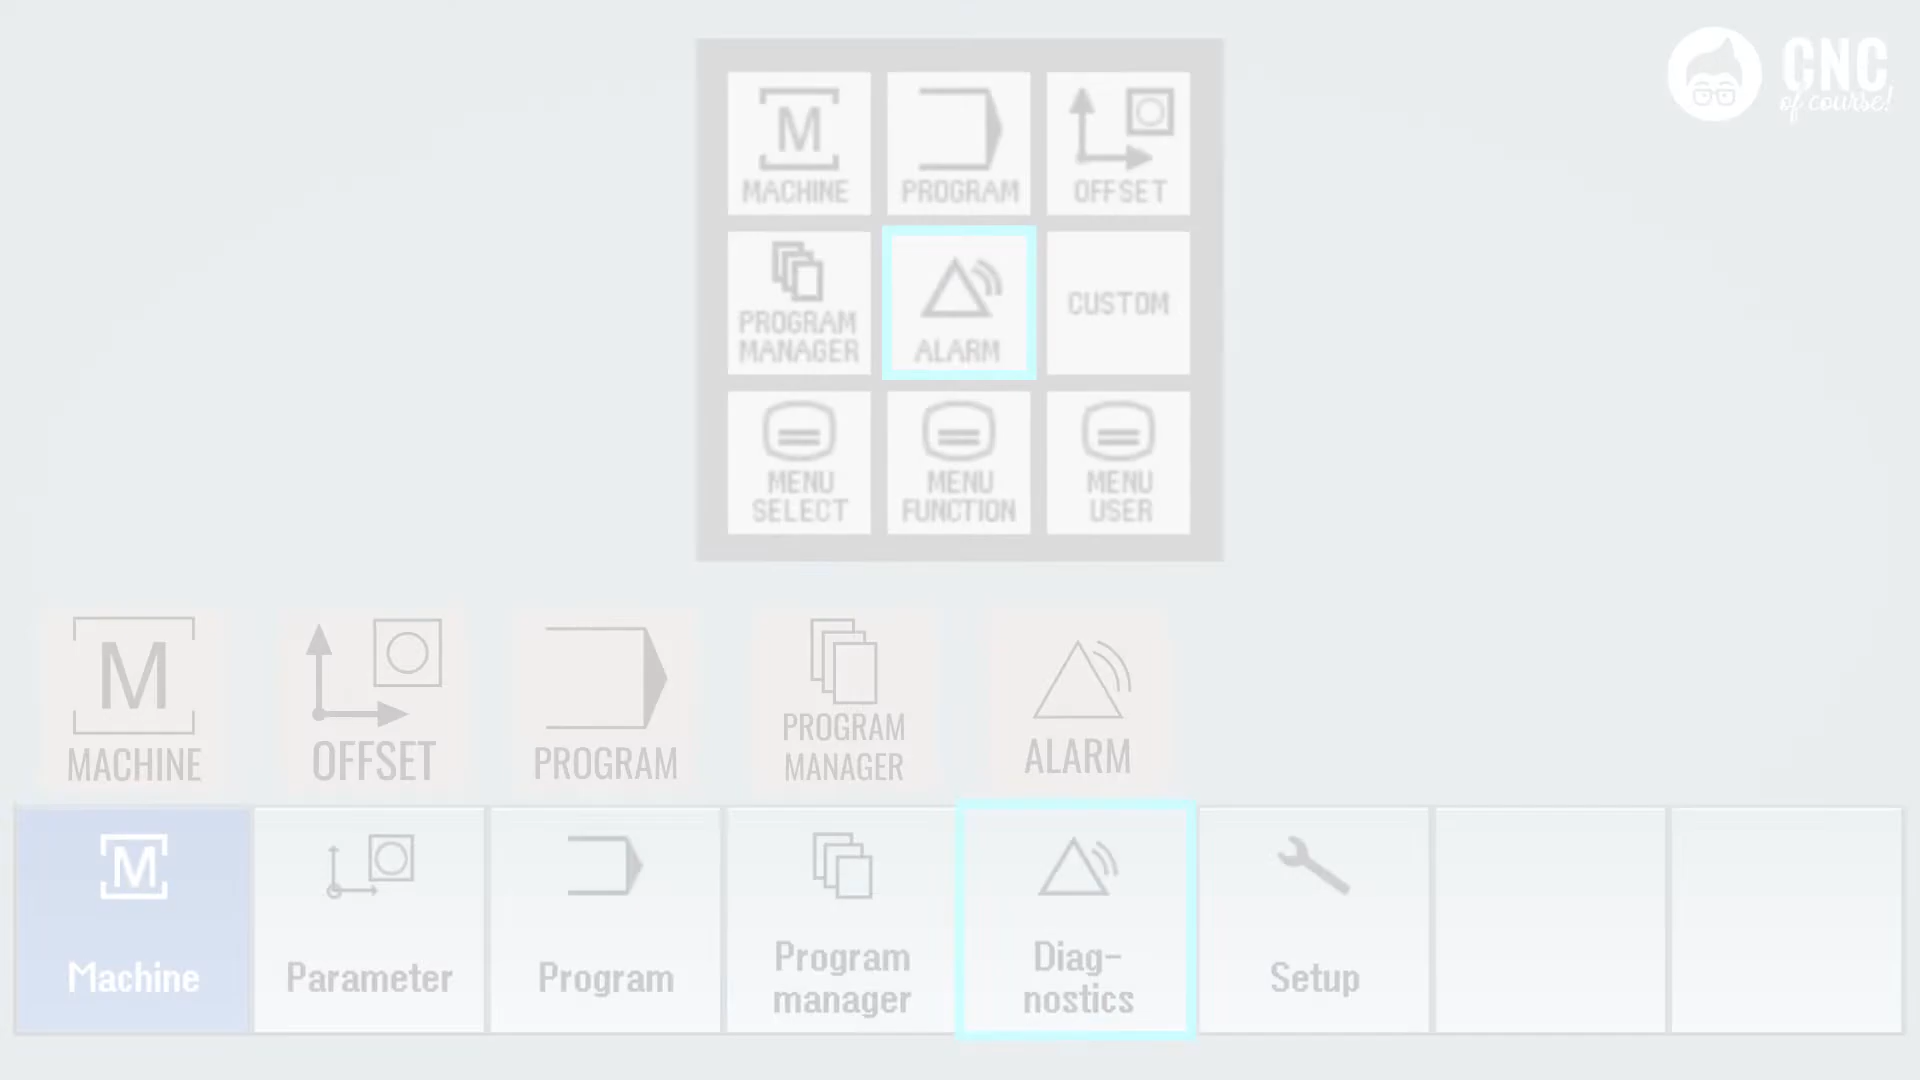 CNC
of course!
M
MACHINE
PROGRAM
OFFSET
PROGRAM
MANAGER
ALARM
CUSTOM
MENU
SELECT
MENU
FUNCTION
MENU
USER
M
MACHINE
OFFSET
PROGRAM
PROGRAM
MANAGER
ALARM
M
Machine
Parameter
Program
Program
manager
Diag-
nostics
Setup